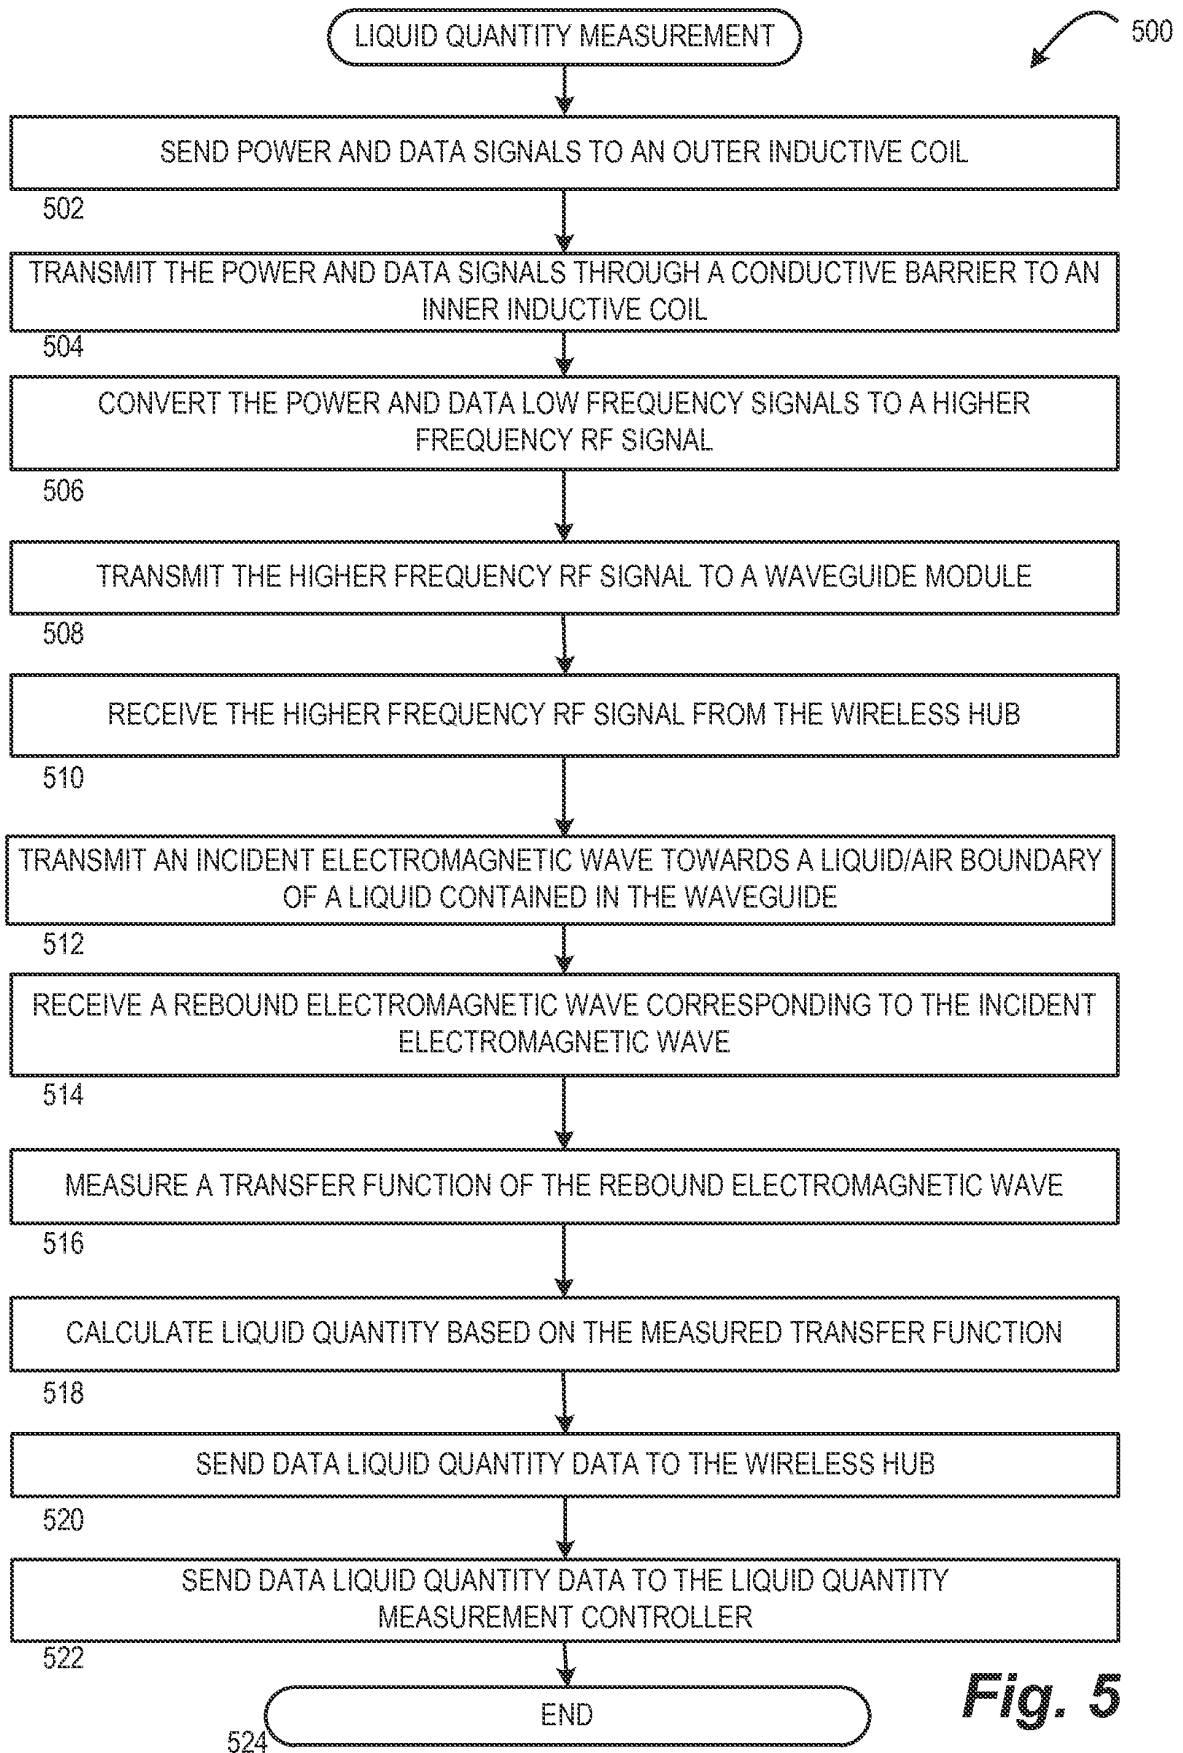 LIQUID QUANTITY MEASUREMENT
500
SEND POWER AND DATA SIGNALS TO AN OUTER INDUCTIVE COIL
502
TRANSMIT THE POWER AND DATA SIGNALS THROUGH A CONDUCTIVE BARRIER TO AN
INNER INDUCTIVE COIL
504
CONVERT THE POWER AND DATA LOW FREQUENCY SIGNALS TO A HIGHER
FREQUENCY RF SIGNAL
506
TRANSMIT THE HIGHER FREQUENCY RF SIGNAL TO A WAVEGUIDE MODULE
508
RECEIVE THE HIGHER FREQUENCY RF SIGNAL FROM THE WIRELESS HUB
510
TRANSMIT AN INCIDENT ELECTROMAGNETIC WAVE TOWARDS A LIQUID/AIR BOUNDARY
OF A LIQUID CONTAINED IN THE WAVEGUIDE
512
RECEIVE A REBOUND ELECTROMAGNETIC WAVE CORRESPONDING TO THE INCIDENT
ELECTROMAGNETIC WAVE
514
MEASURE A TRANSFER FUNCTION OF THE REBOUND ELECTROMAGNETIC WAVE
516
CALCULATE LIQUID QUANTITY BASED ON THE MEASURED TRANSFER FUNCTION
518
SEND DATA LIQUID QUANTITY DATA TO THE WIRELESS HUB
520
SEND DATA LIQUID QUANTITY DATA TO THE LIQUID QUANTITY
MEASUREMENT CONTROLLER
522
END
524
Fig. 5